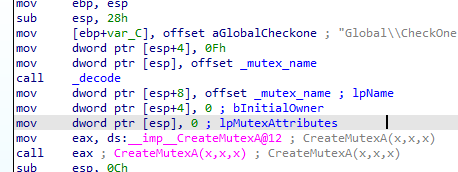 mov ebp, esp
sub esp, 28h
mov [ebp+var_C], offset aGlobalCheckone ; "Global\\CheckOne
mov dword ptr [esp+4], 0Fh
mov dword ptr [esp], offset _mutex_name
call _decode
mov dword ptr [esp+8], offset _mutex_name ; lpName
mov dword ptr [esp+4], 0 ; bInitialOwner
mov dword ptr [esp], 0 ; lpMutexAttributes
mov eax, ds:__imp__CreateMutexA@12 ; CreateMutexA(x,x,x)
call eax ; CreateMutexA(x,x,x) ; CreateMutexA(x,x,x)
sub esp, 0Ch